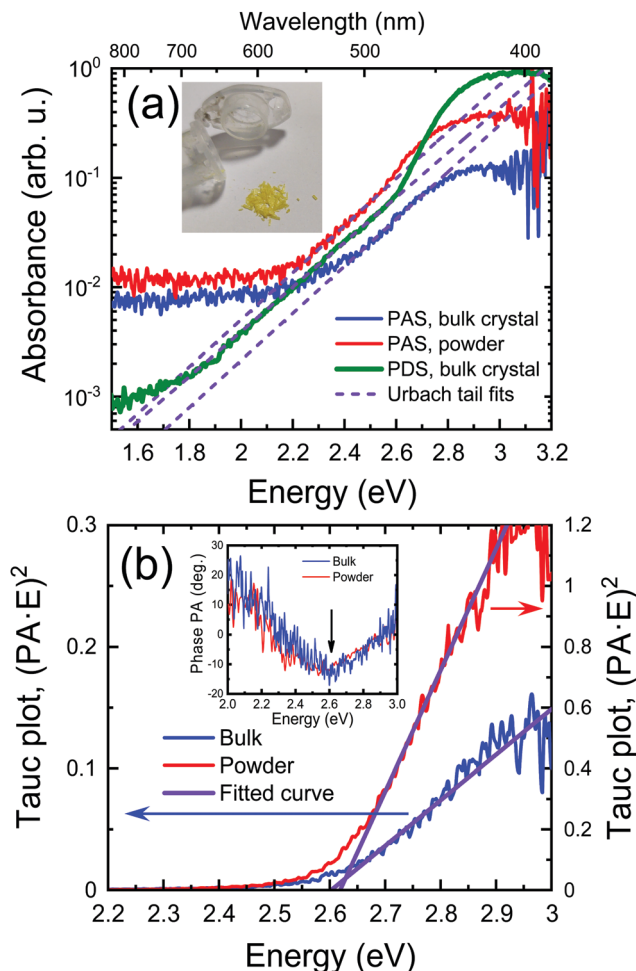 Wavelength (nm)
800 700 600 500 400
(a)
Absorbance (arb. u.)
10⁰
10⁻¹
10⁻²
10⁻³
PAS, bulk crystal
PAS, powder
PDS, bulk crystal
Urbach tail fits
1.6 1.8 2 2.2 2.4 2.6 2.8 3.0 3.2
Energy (eV)
(b)
Tauc plot, (PA·E)²
0.3
0.2
0.1
0
Phase PA (deg.)
30
20
10
0
-10
-20
Bulk
Powder
2.0 2.2 2.4 2.6 2.8 3.0
Energy (eV)
Bulk
Powder
Fitted curve
1.2
1
0.8
0.6
0.4
0.2
0
Tauc plot, (PA·E)²
2.2 2.3 2.4 2.5 2.6 2.7 2.8 2.9 3
Energy (eV)